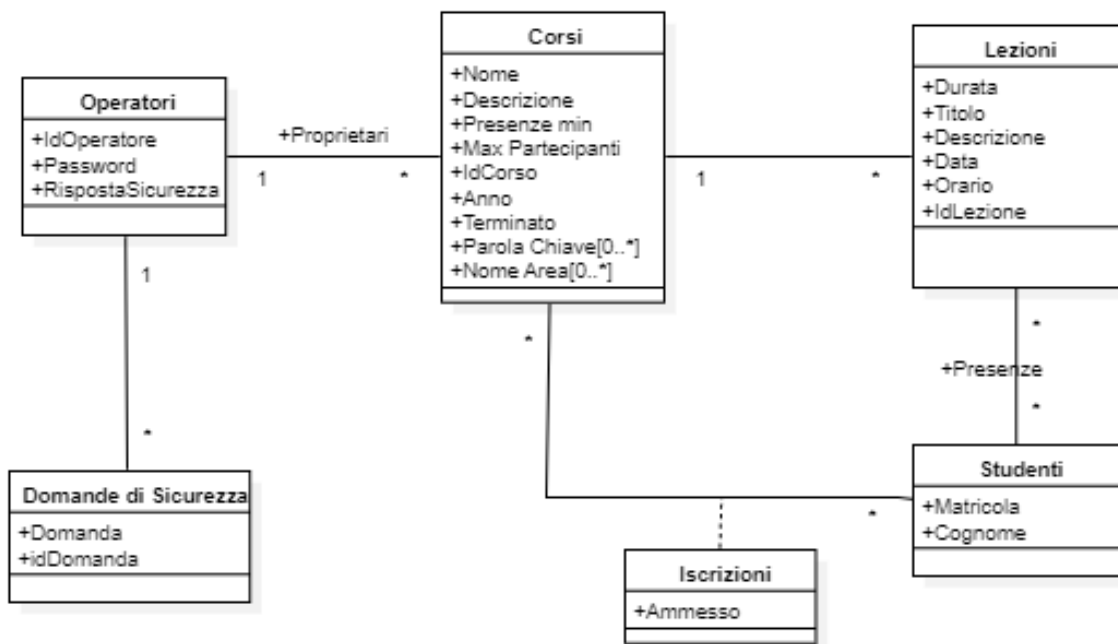 Operatori
+IdOperatore
+Password
+RispostaSicurezza
+Proprietari
1
*
Corsi
+Nome
+Descrizione
+Presenze min
+Max Partecipanti
+IdCorso
+Anno
+Terminato
+Parola Chiave[0..*]
+Nome Area[0..*]
1
*
Lezioni
+Durata
+Titolo
+Descrizione
+Data
+Orario
+IdLezione
1
*
*
+Presenze
*
*
*
Domande di Sicurezza
+Domanda
+idDomanda
Iscrizioni
+Ammesso
Studenti
+Matricola
+Cognome